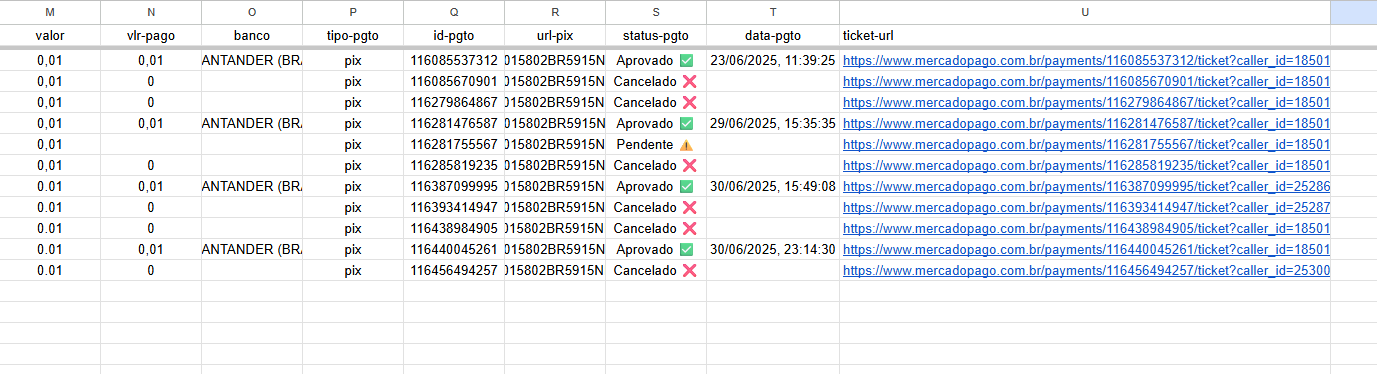 M N O P Q R S T U
valor vlr-pago banco tipo-pgto id-pgto url-pix status-pgto data-pgto ticket-url
0,01 0,01 ANTANDER (BRA pix 116085537312 015802BR5915N Aprovado ✅ 23/06/2025, 11:39:25 https://www.mercadopago.com.br/payments/116085537312/ticket?caller_id=18501
0,01 0 pix 116085670901 015802BR5915N Cancelado ❌ https://www.mercadopago.com.br/payments/116085670901/ticket?caller_id=18501
0,01 0 pix 116279864867 015802BR5915N Cancelado ❌ https://www.mercadopago.com.br/payments/116279864867/ticket?caller_id=18501
0,01 0,01 ANTANDER (BRA pix 116281476587 015802BR5915N Aprovado ✅ 29/06/2025, 15:35:35 https://www.mercadopago.com.br/payments/116281476587/ticket?caller_id=18501
0,01 pix 116281755567 015802BR5915N Pendente ⚠️ https://www.mercadopago.com.br/payments/116281755567/ticket?caller_id=18501
0,01 0 pix 116285819235 015802BR5915N Cancelado ❌ https://www.mercadopago.com.br/payments/116285819235/ticket?caller_id=18501
0.01 0,01 ANTANDER (BRA pix 116387099995 015802BR5915N Aprovado ✅ 30/06/2025, 15:49:08 https://www.mercadopago.com.br/payments/116387099995/ticket?caller_id=25286
0.01 0 pix 116393414947 015802BR5915N Cancelado ❌ https://www.mercadopago.com.br/payments/116393414947/ticket?caller_id=25287
0.01 0 pix 116438984905 015802BR5915N Cancelado ❌ https://www.mercadopago.com.br/payments/116438984905/ticket?caller_id=18501
0.01 0,01 ANTANDER (BRA pix 116440045261 015802BR5915N Aprovado ✅ 30/06/2025, 23:14:30 https://www.mercadopago.com.br/payments/116440045261/ticket?caller_id=18501
0.01 0 pix 116456494257 015802BR5915N Cancelado ❌ https://www.mercadopago.com.br/payments/116456494257/ticket?caller_id=25300